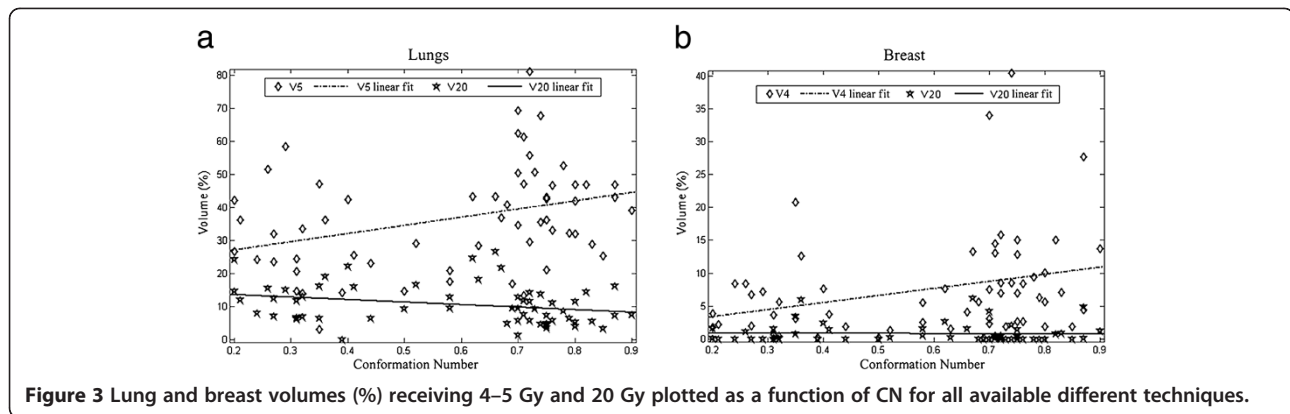 a
Lungs
V5 V5 linear fit V20 V20 linear fit
80
70
60
50
40
30
20
10
0
Volume (%)
0.2 0.3 0.4 0.5 0.6 0.7 0.8 0.9
Conformation Number
b
Breast
V4 V4 linear fit V20 V20 linear fit
40
35
30
25
20
15
10
5
0
Volume (%)
0.2 0.3 0.4 0.5 0.6 0.7 0.8 0.9
Conformation Number
Figure 3 Lung and breast volumes (%) receiving 4–5 Gy and 20 Gy plotted as a function of CN for all available different techniques.